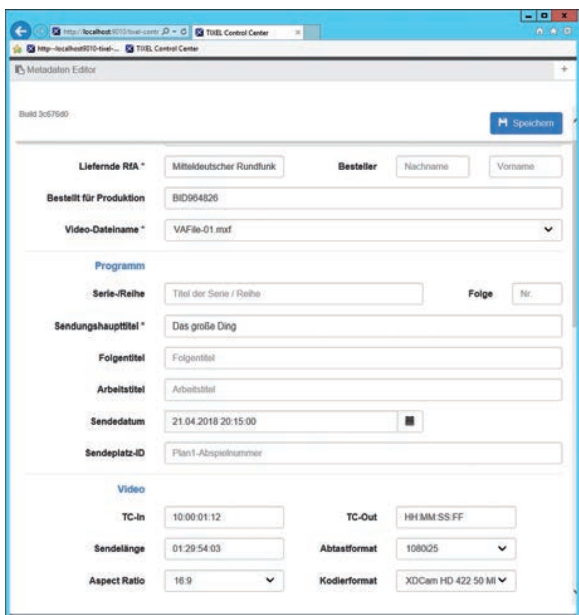 http://localhost:9010/tixel-contr
TIXEL Control Center
http--localhost9010-tixel-... TIXEL Control Center
Metadaten Editor +
Build 3c676d0
Speichern
Liefernde RfA * Mitteldeutscher Rundfunk Besteller Nachname Vorname
Bestellt für Produktion BID964826
Video-Dateiname * VAFile-01.mxf
Programm
Serie-/Reihe Titel der Serie / Reihe Folge Nr.
Sendungshaupttitel * Das große Ding
Folgentitel Folgentitel
Arbeitstitel Arbeitstitel
Sendedatum 21.04.2018 20:15:00
Sendeplatz-ID Plan1-Abspielnummer
Video
TC-In 10:00:01:12 TC-Out HH:MM:SS:FF
Sendelänge 01:29:54:03 Abtastformat 1080i25
Aspect Ratio 16:9 Kodierformat XDCam HD 422 50 MI